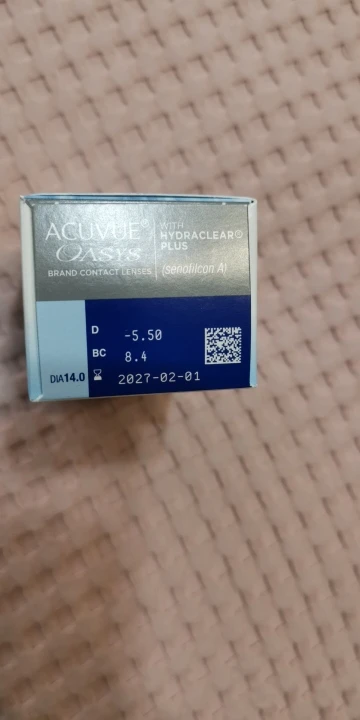 ACUVUE® WITH
OASYS® HYDRACLEAR®
PLUS
BRAND CONTACT LENSES (senofilcon A)
D -5.50
BC 8.4
DIA14.0 2027-02-01